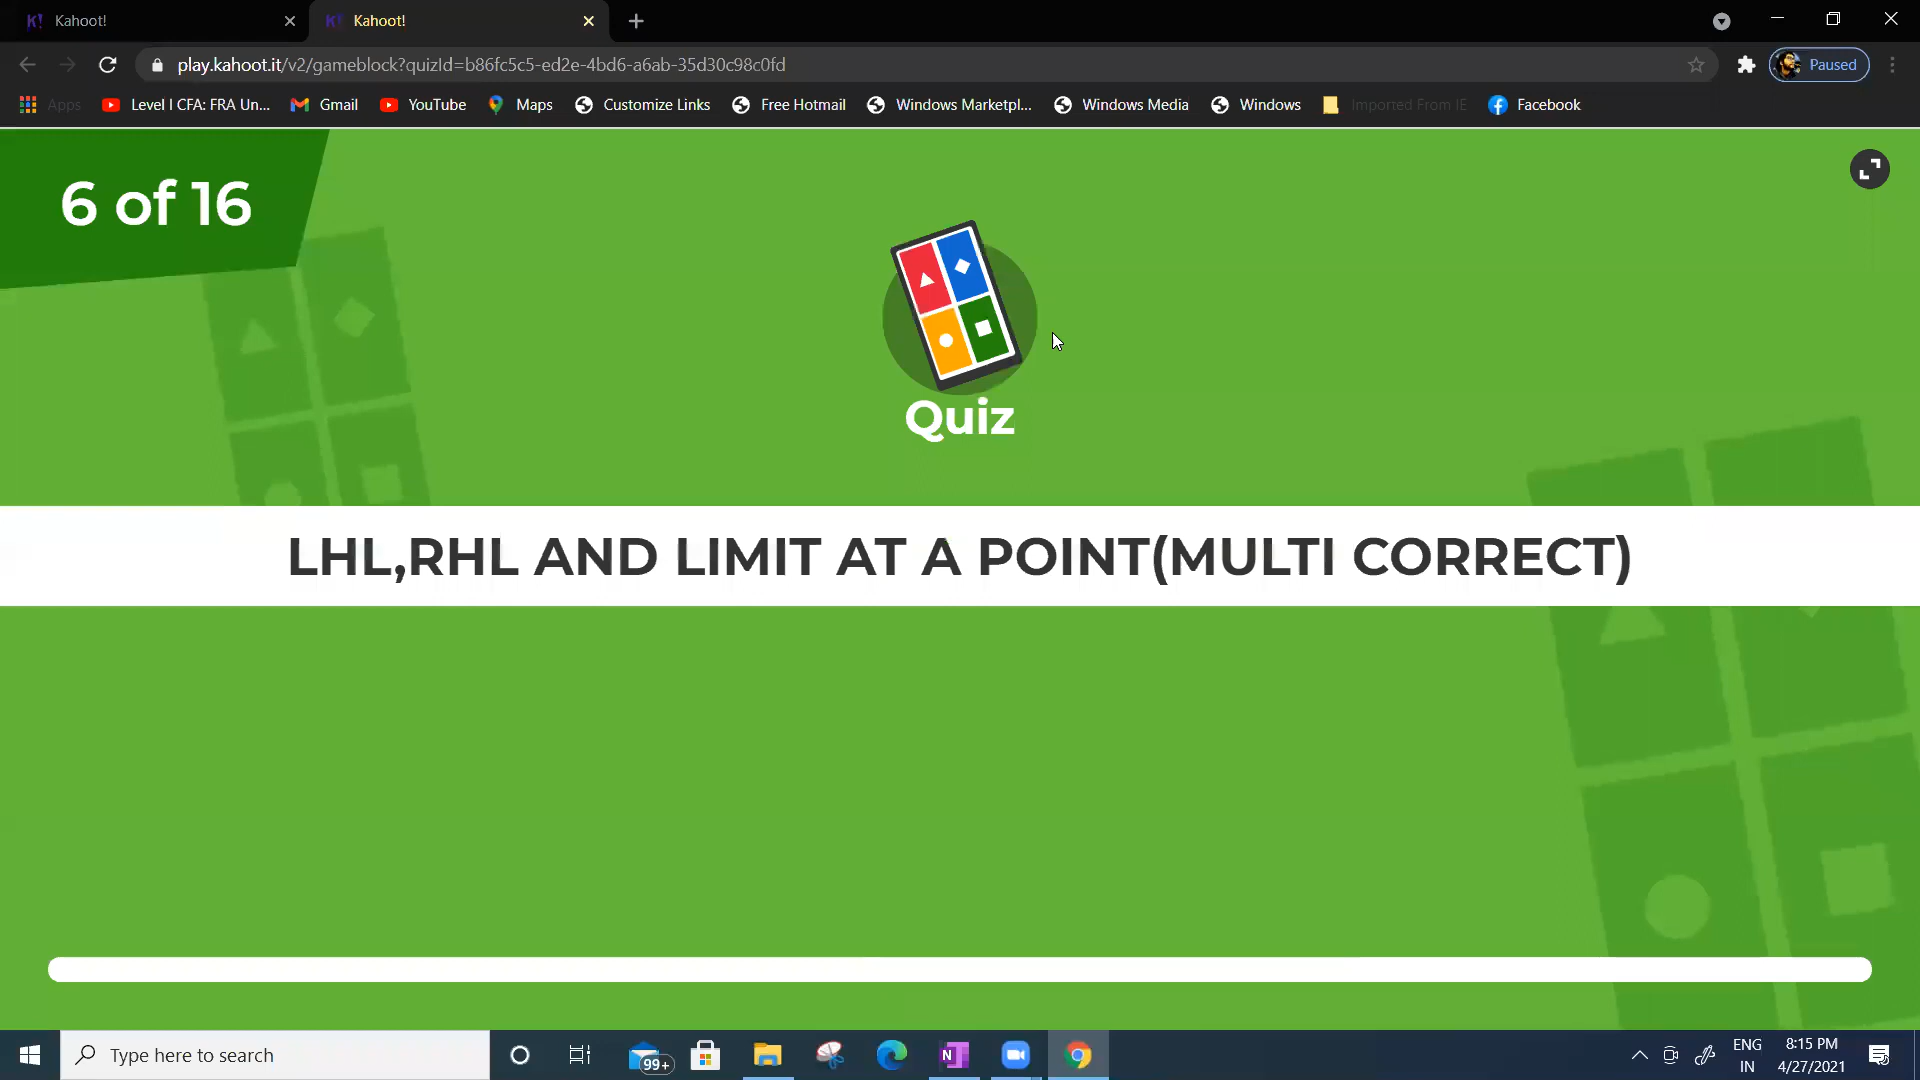 Kahoot!
Kahoot!
play.kahoot.it/v2/gameblock?quizId=b86fc5c5-ed2e-4bd6-a6ab-35d30c98c0fd
Paused
Apps
Level I CFA: FRA Un...
Gmail
YouTube
Maps
Customize Links
Free Hotmail
Windows Marketpl...
Windows Media
Windows
Imported From IE
Facebook
6 of 16
Quiz
LHL,RHL AND LIMIT AT A POINT(MULTI CORRECT)
Type here to search
99+
ENG
IN
8:15 PM
4/27/2021